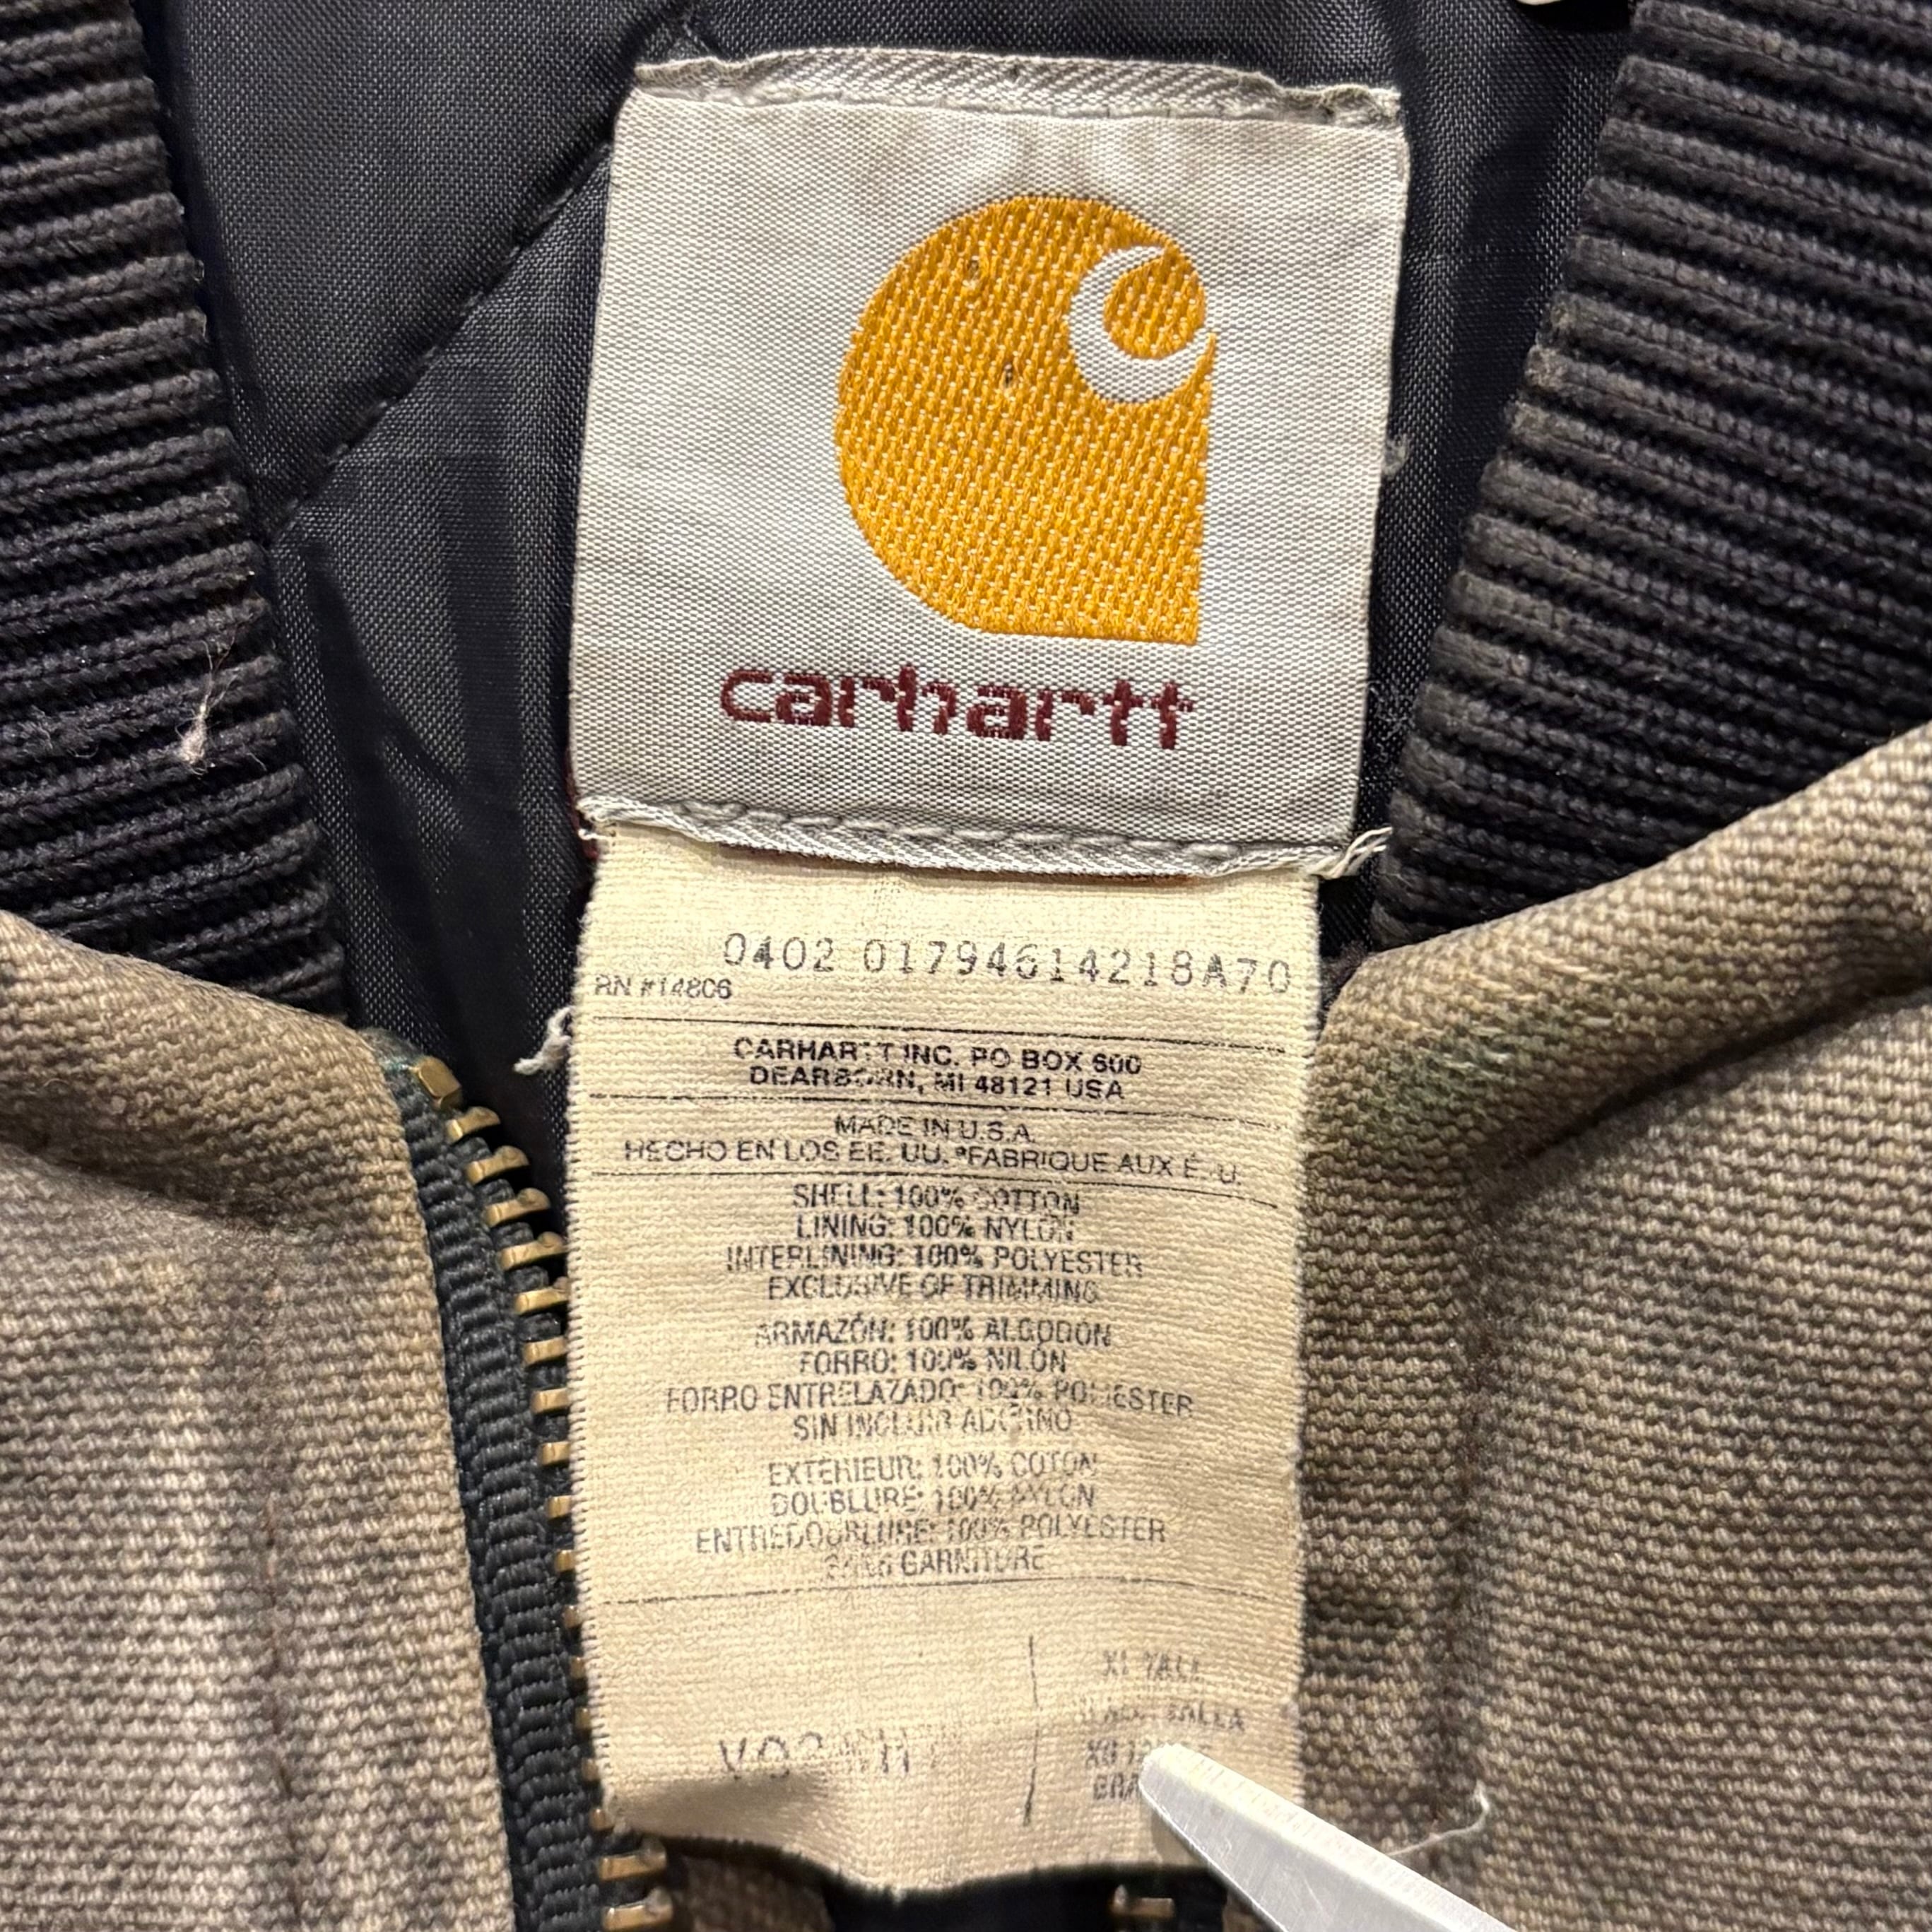 carhartt
0402 01794614218A70
RN #14806
CARHARTT INC. PO BOX 600
DEARBORN, MI 48121 USA
MADE IN U.S.A.
HECHO EN LOS EE. UU. *FABRIQUE AUX É.-U.
SHELL: 100% COTTON
LINING: 100% NYLON
INTERLINING: 100% POLYESTER
EXCLUSIVE OF TRIMMING
ARMAZÓN: 100% ALGODON
FORRO: 100% NILON
FORRO ENTRELAZADO: 100% POLIESTER
SIN INCLUIR ADORNO
EXTERIEUR: 100% COTON
DOUBLURE: 100% NYLON
ENTREDOUBLURE: 100% POLYESTER
GARNITURE
XL TALL